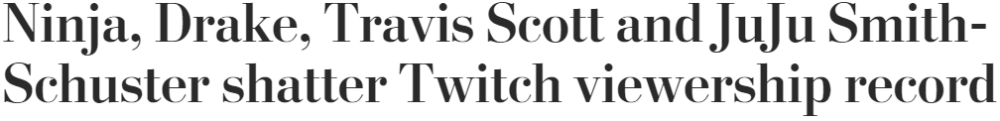 Ninja, Drake, Travis Scott and JuJu Smith-
Schuster shatter Twitch viewership record